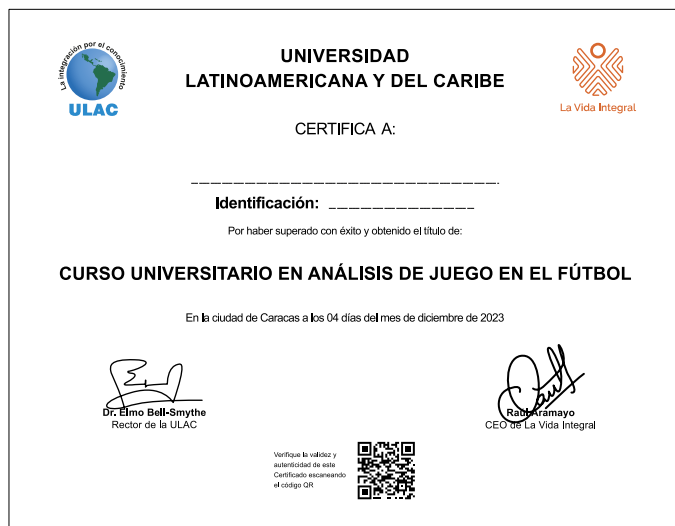 La integración por el conocimiento
ULAC
UNIVERSIDAD
LATINOAMERICANA Y DEL CARIBE
La Vida Integral
CERTIFICA A:
Identificación:
Por haber superado con éxito y obtenido el título de:
CURSO UNIVERSITARIO EN ANÁLISIS DE JUEGO EN EL FÚTBOL
En la ciudad de Caracas a los 04 días del mes de diciembre de 2023
Dr. Elmo Bell-Smythe
Rector de la ULAC
Raúl Aramayo
CEO de La Vida Integral
Verifique la validez y
autenticidad de este
Certificado escaneando
el código QR